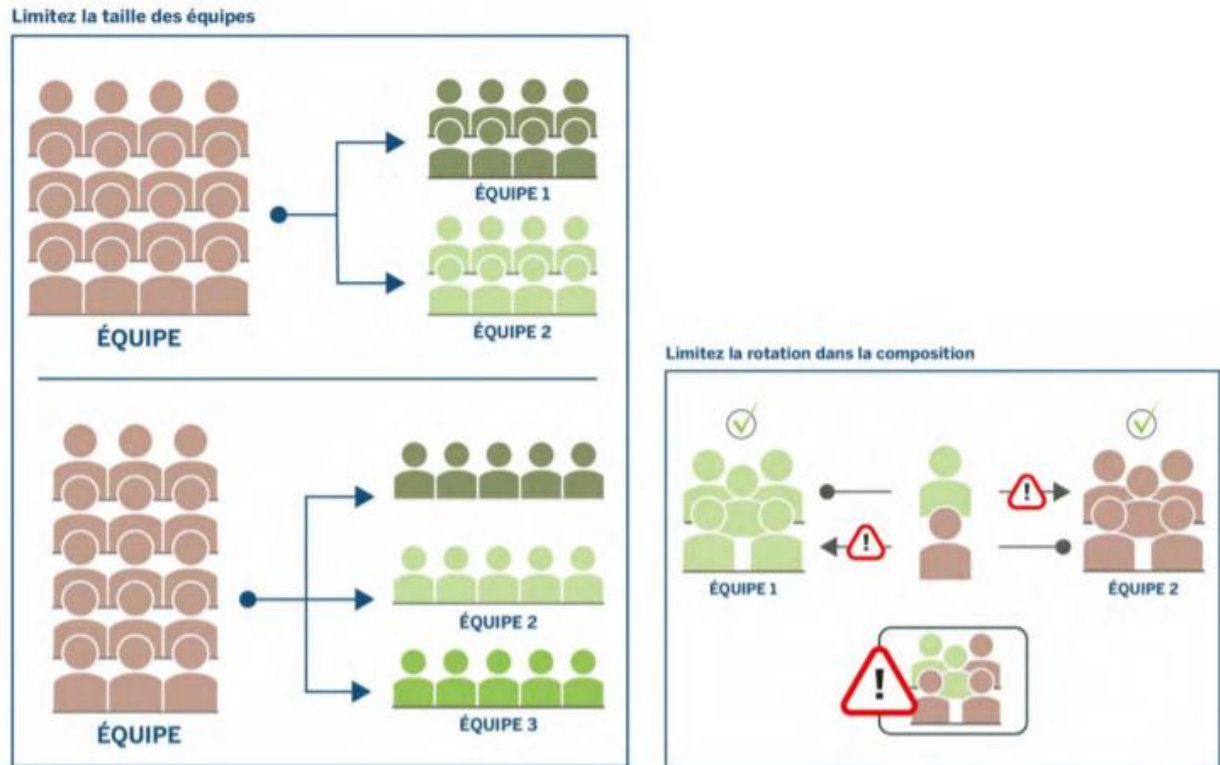 Limitez la taille des équipes
ÉQUIPE
ÉQUIPE 1
ÉQUIPE 2
ÉQUIPE
ÉQUIPE 2
ÉQUIPE 3
Limitez la rotation dans la composition
!
!
ÉQUIPE 1
ÉQUIPE 2
!